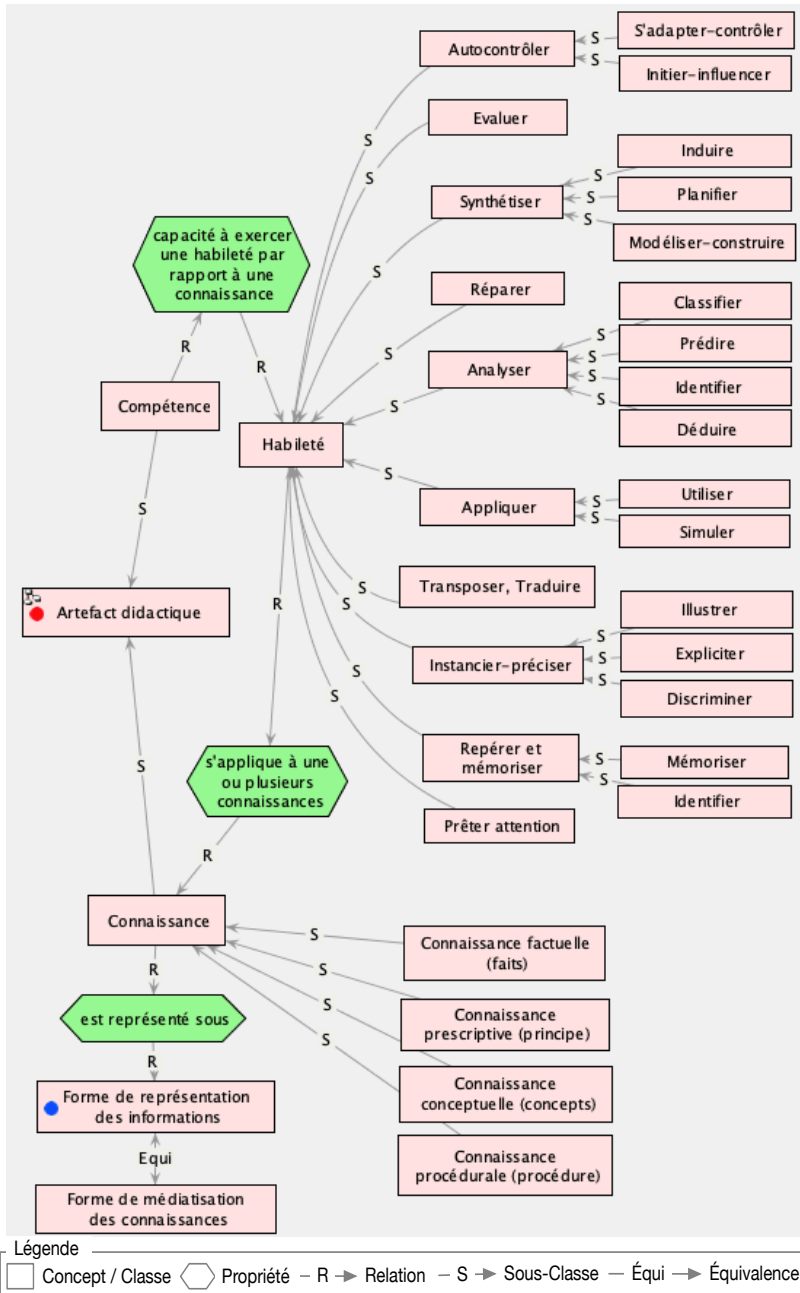 S'adapter-contrôler
S
Autocontrôler
S
Initier-influencer
Evaluer
S
S
Induire
S
Synthétiser
S
Planifier
S
Modéliser-construire
capacité à exercer
une habileté par
rapport à une
connaissance
S
Réparer
Classifier
S
Prédire
R
R
S
Analyser
S
S
Identifier
S
S
Déduire
Compétence
Habileté
S
Appliquer
S
Utiliser
S
Simuler
S
Artefact didactique
R
S
Transposer, Traduire
S
Instancier-préciser
Illustrer
S
S
Expliciter
S
Discriminer
S
S
Repérer et
mémoriser
S
Mémoriser
S
Identifier
S
s'applique à une
ou plusieurs
connaissances
Prêter attention
R
Connaissance
S
Connaissance factuelle
(faits)
R
S
est représenté sous
S
Connaissance
prescriptive (principe)
R
S
Forme de représentation
des informations
Connaissance
conceptuelle (concepts)
Equi
Connaissance
procédurale (procédure)
Forme de médiatisation
des connaissances
Légende
Concept / Classe Propriété – R Relation – S Sous-Classe – Équi Équivalence